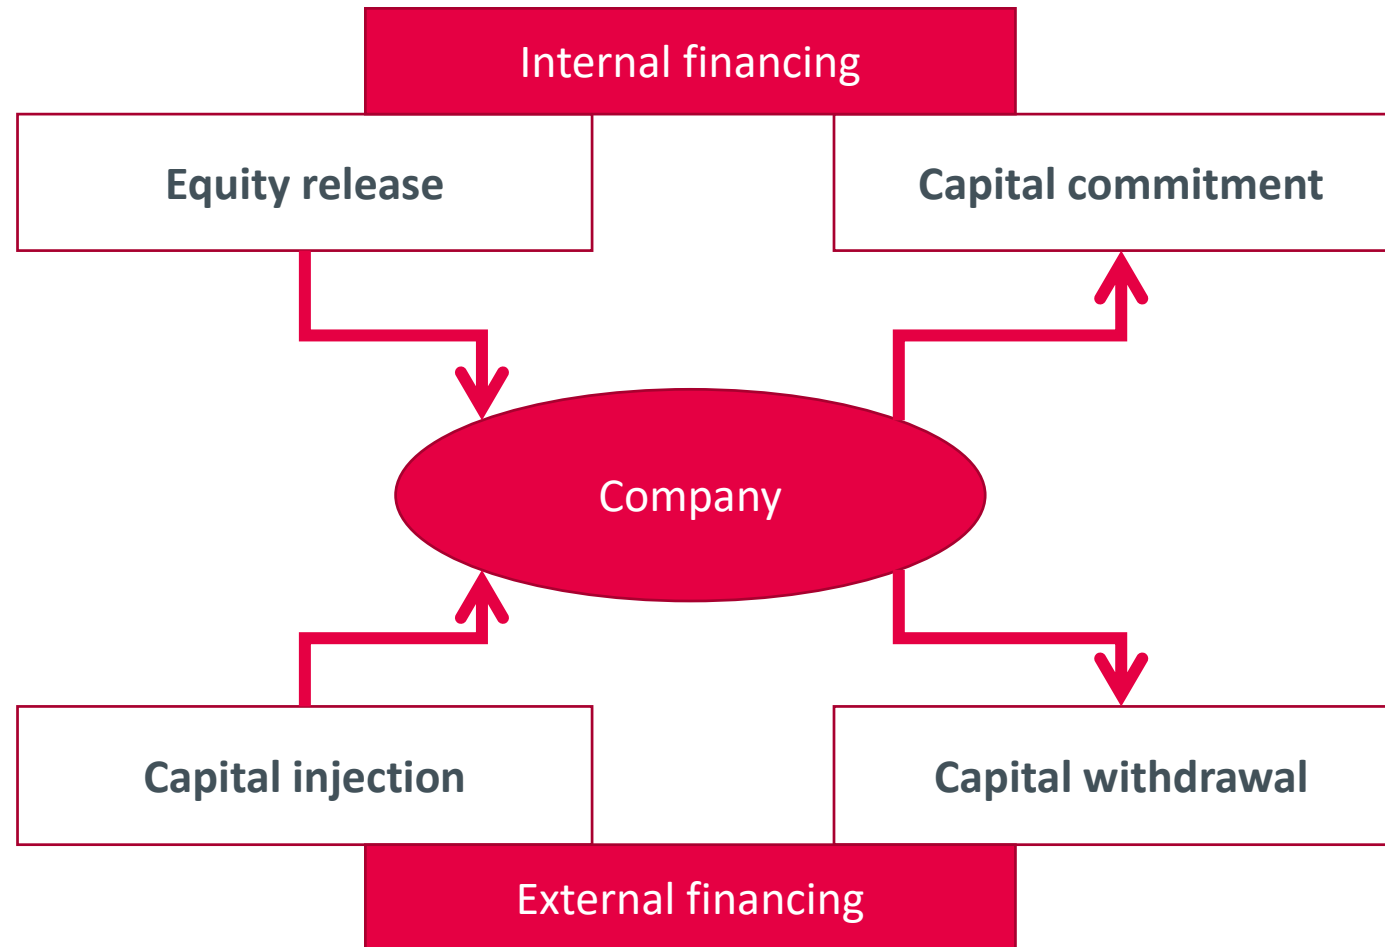 Internal financing
Equity release
Capital commitment
Company
Capital injection
Capital withdrawal
External financing